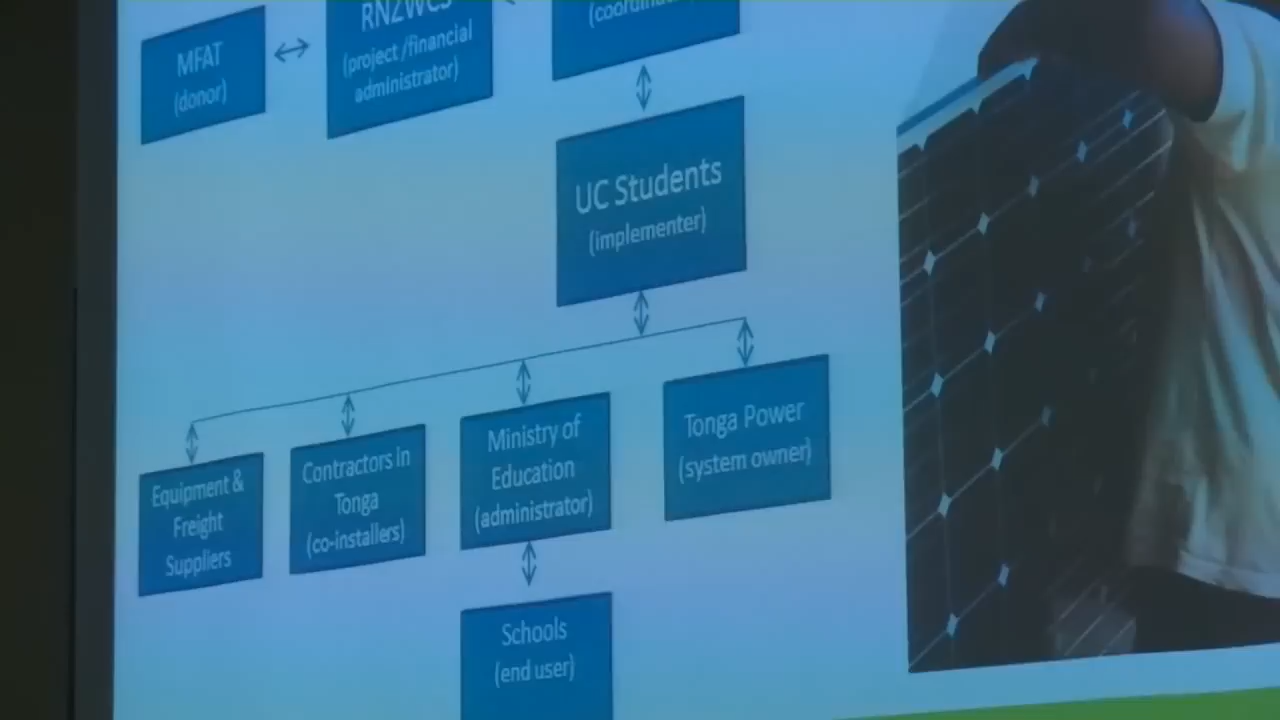 MFAT
(donor)
(project /financial
administrator)
UC Students
(implementer)
Equipment &
Freight
Suppliers
Contractors in
Tonga
(co-installers)
Ministry of
Education
(administrator)
Tonga Power
(system owner)
Schools
(end user)